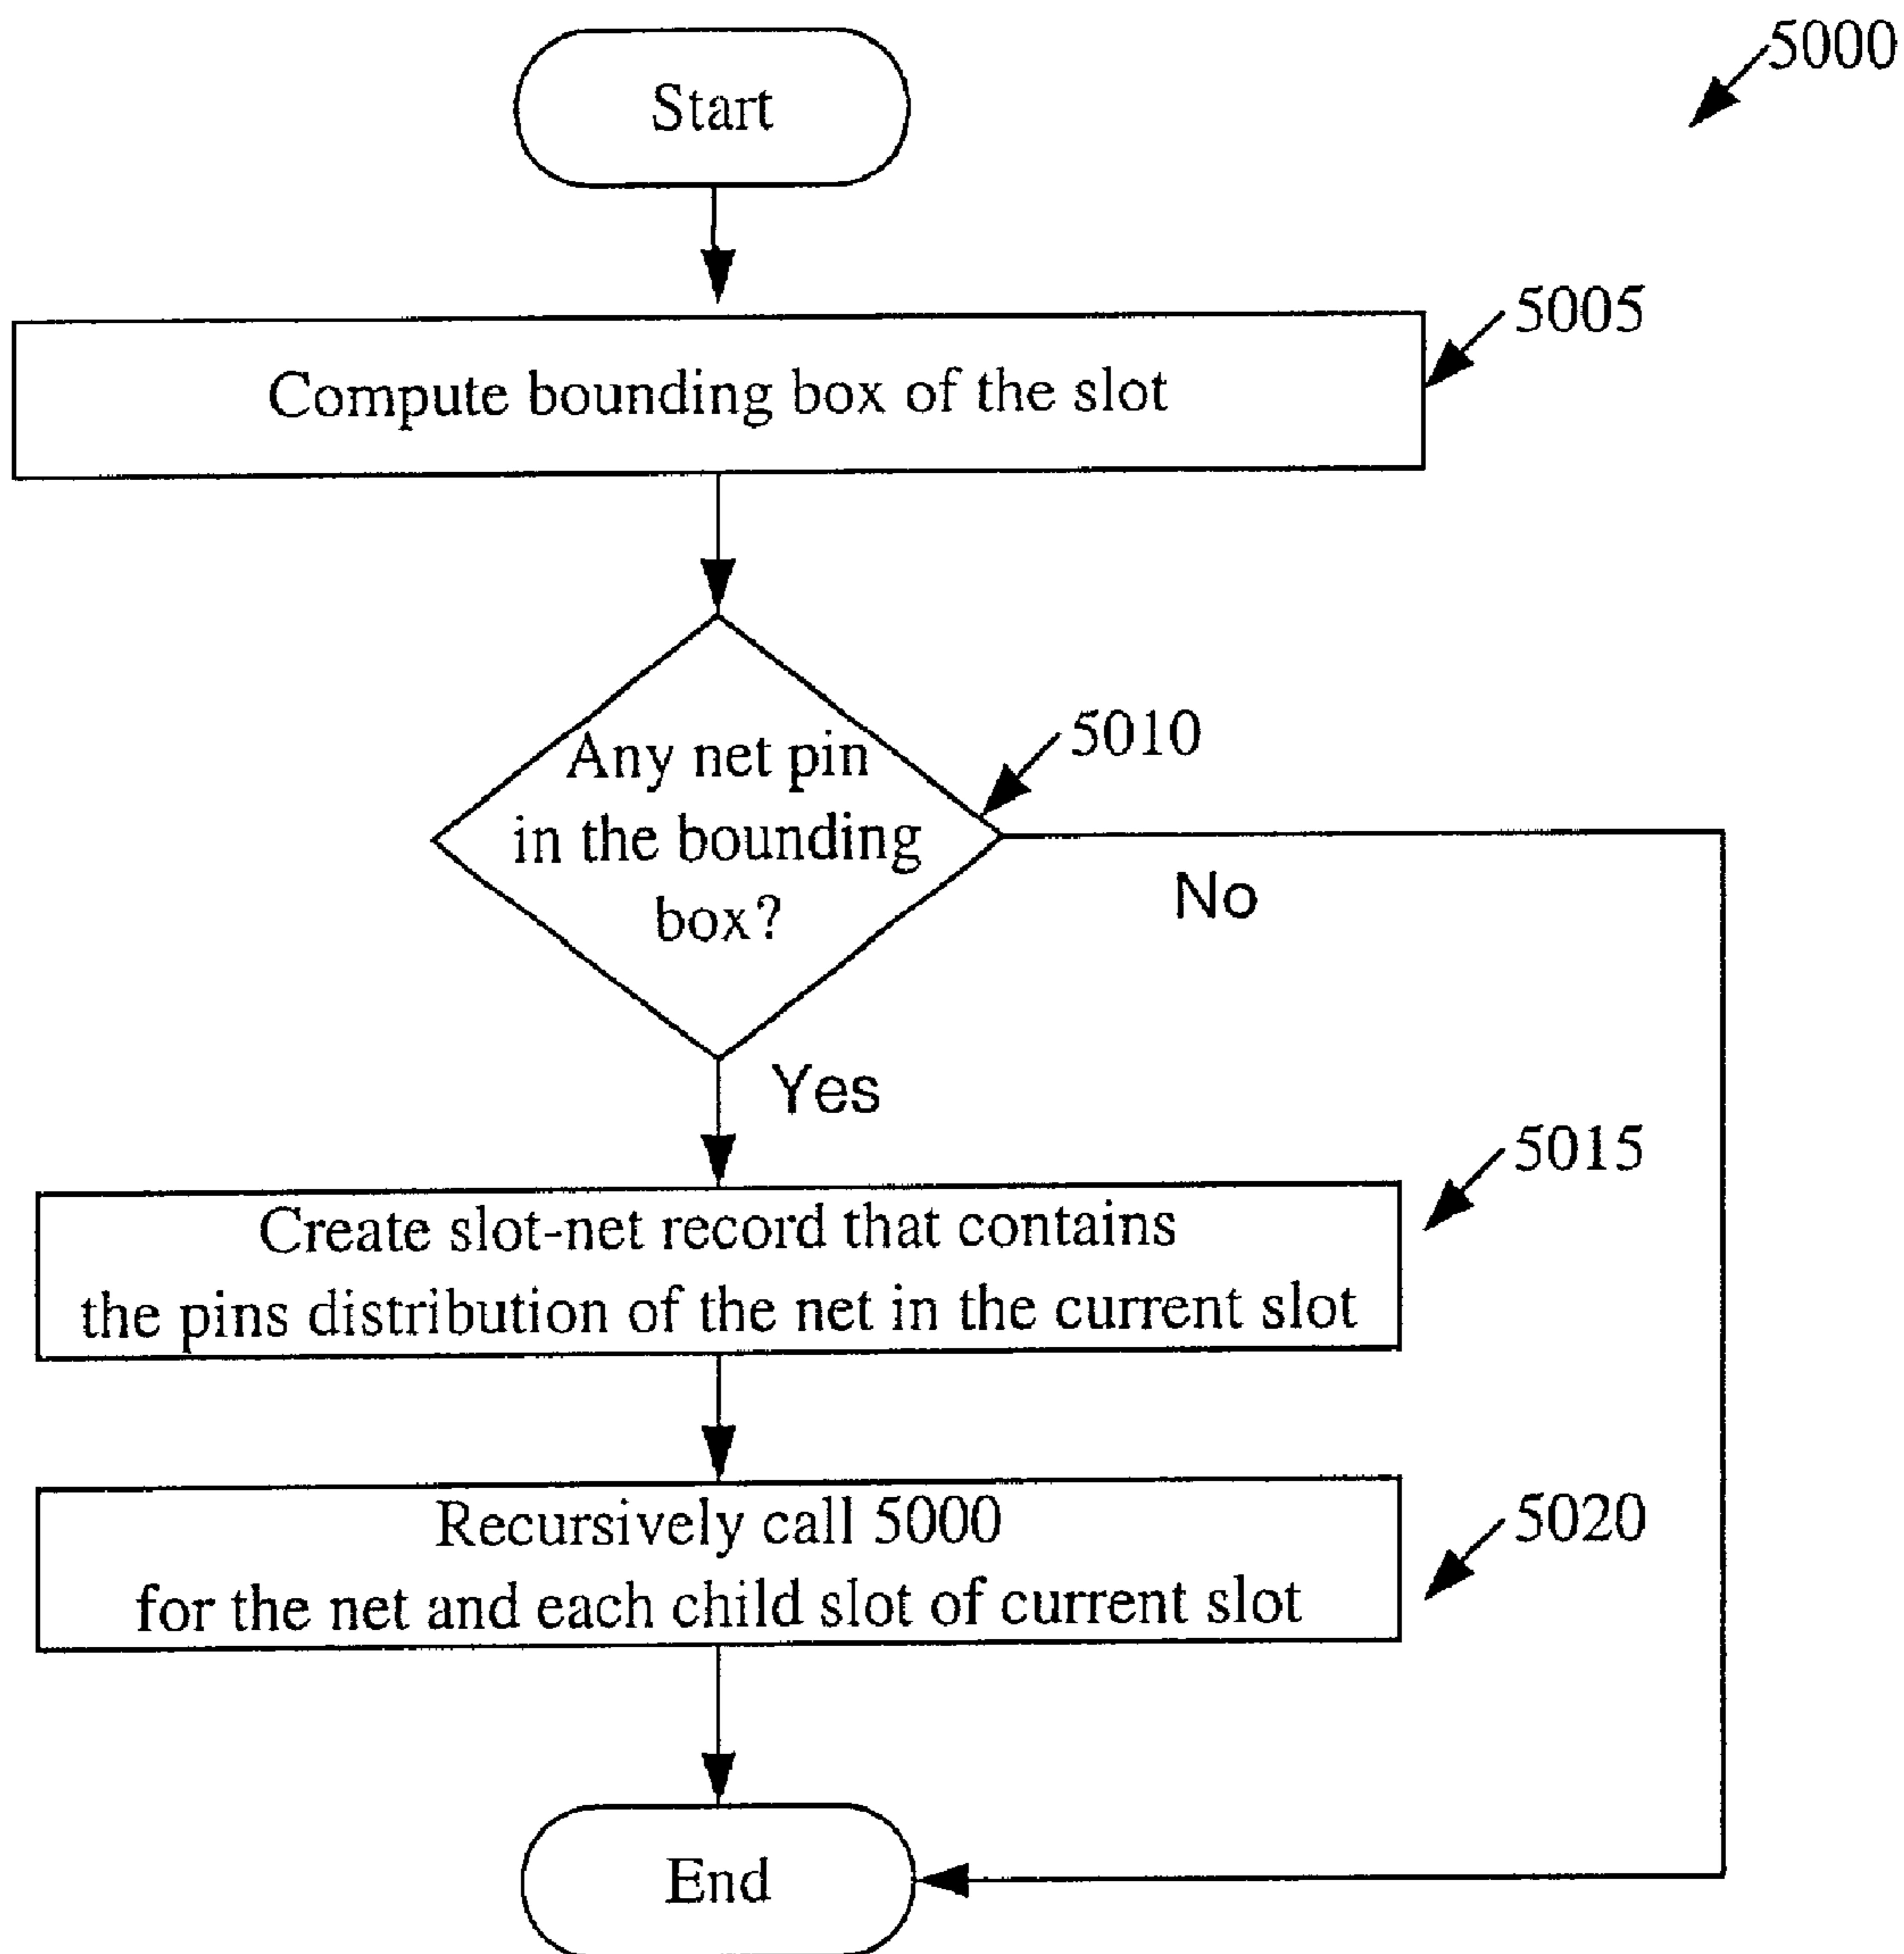 5000
Start
5005
Compute bounding box of the slot
5010
Any net pin
in the bounding
box?
No
Yes
5015
Create slot-net record that contains
the pins distribution of the net in the current slot
5020
Recursively call 5000
for the net and each child slot of current slot
End